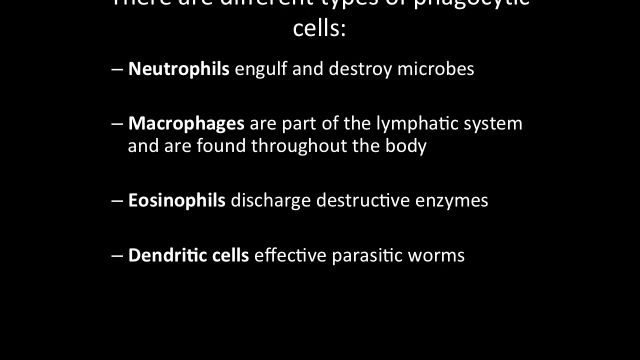 There are different types of phagocytic
cells:
– Neutrophils engulf and destroy microbes
– Macrophages are part of the lymphatic system
and are found throughout the body
– Eosinophils discharge destructive enzymes
– Dendritic cells effective parasitic worms